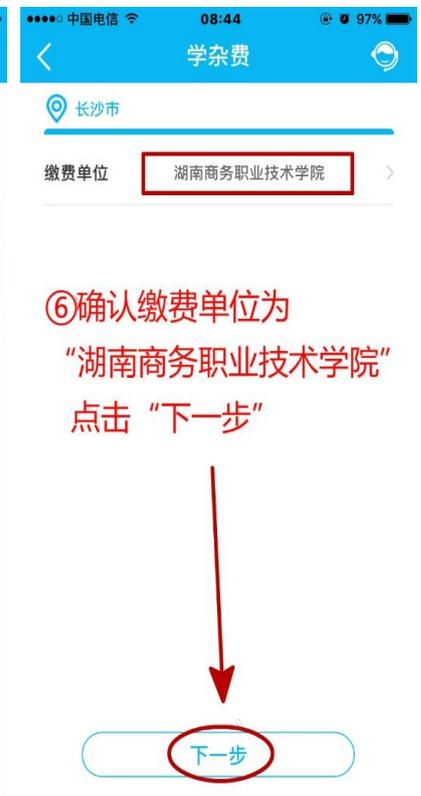 中国电信 08:44 97%
学杂费
长沙市
缴费单位 湖南商务职业技术学院
⑥确认缴费单位为
“湖南商务职业技术学院”
点击“下一步”
下一步